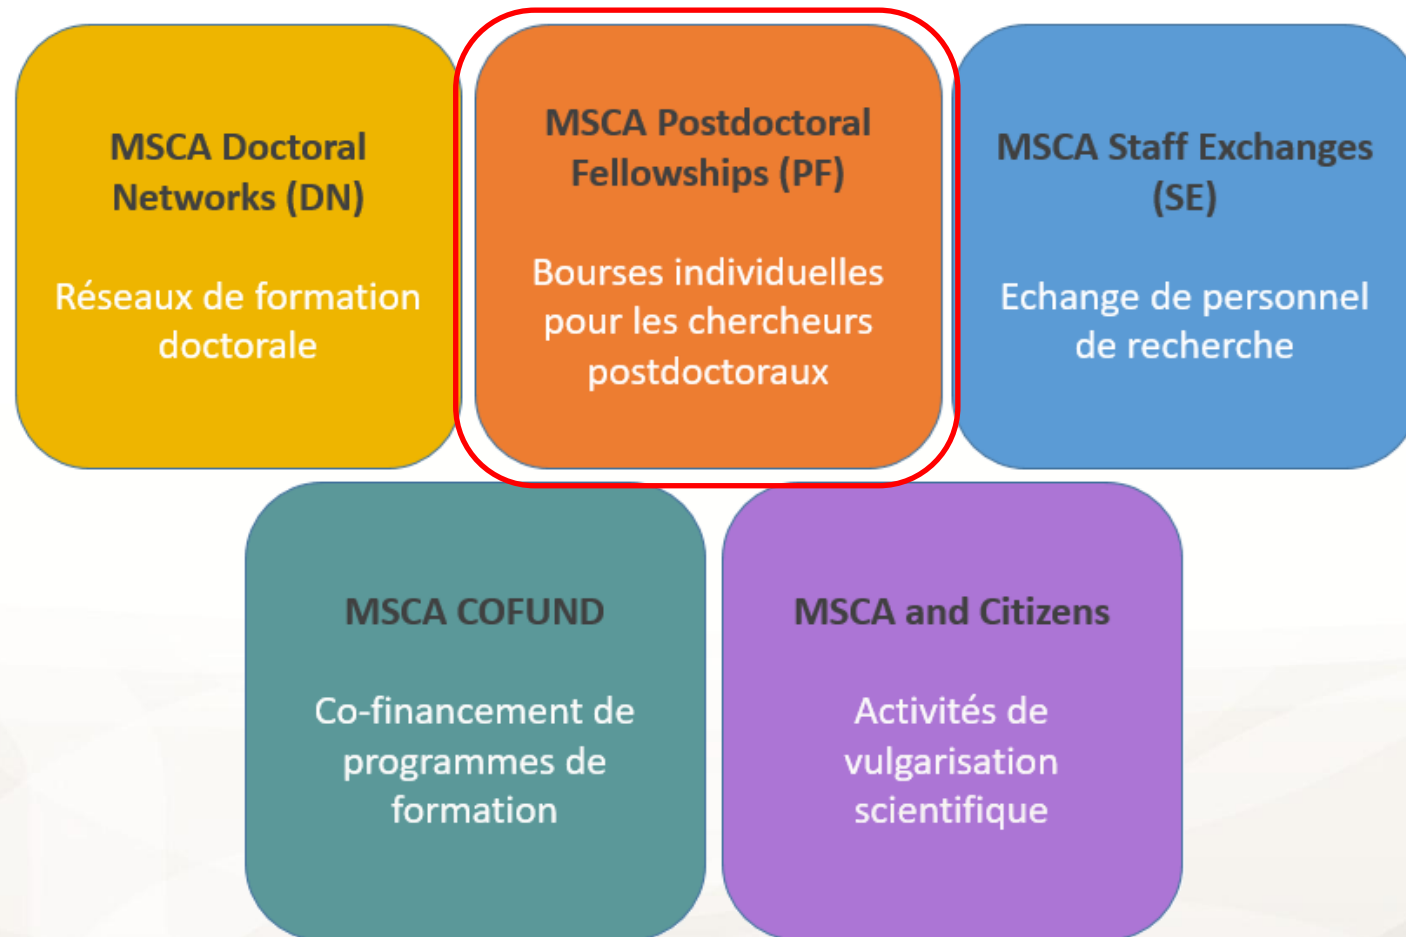 MSCA Doctoral
Networks (DN)
Réseaux de formation
doctorale
MSCA Postdoctoral
Fellowships (PF)
Bourses individuelles
pour les chercheurs
postdoctoraux
MSCA Staff Exchanges
(SE)
Echange de personnel
de recherche
MSCA COFUND
Co-financement de
programmes de
formation
MSCA and Citizens
Activités de
vulgarisation
scientifique